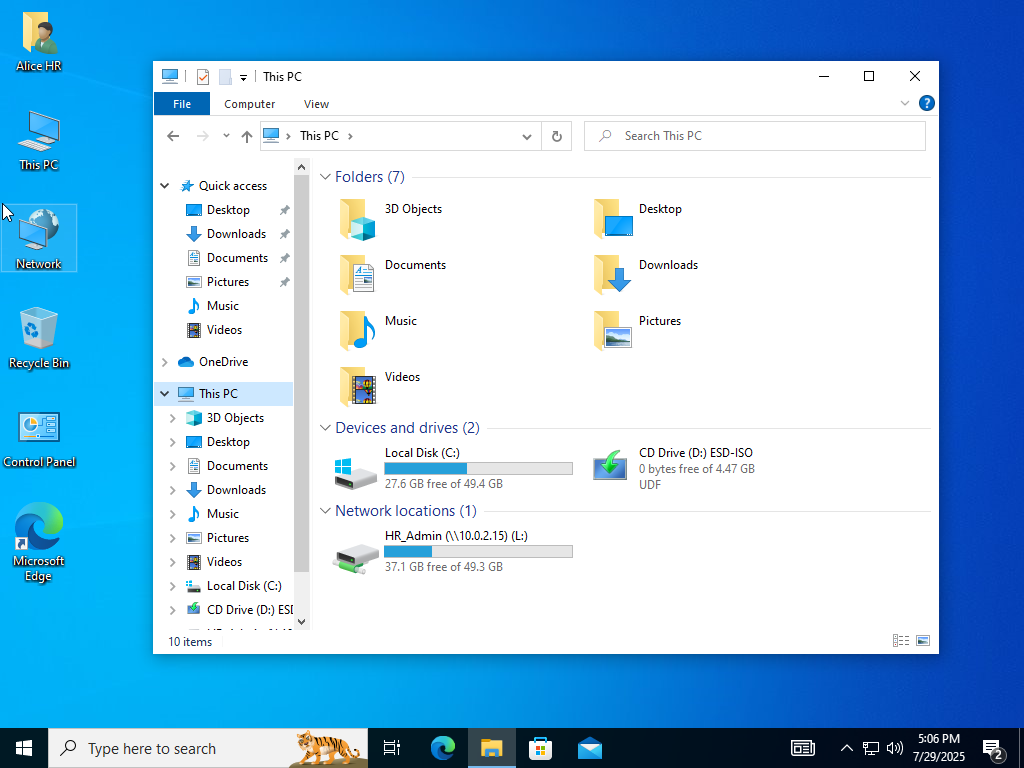 Alice HR
This PC
Network
Recycle Bin
Control Panel
Microsoft
Edge
This PC
File
Computer
View
This PC
Search This PC
Quick access
Desktop
Downloads
Documents
Pictures
Music
Videos
OneDrive
This PC
3D Objects
Desktop
Documents
Downloads
Music
Pictures
Videos
Local Disk (C:)
CD Drive (D:) ESD
Folders (7)
3D Objects
Desktop
Documents
Downloads
Music
Pictures
Videos
Devices and drives (2)
Local Disk (C:)
27.6 GB free of 49.4 GB
CD Drive (D:) ESD-ISO
0 bytes free of 4.47 GB
UDF
Network locations (1)
HR_Admin (\\10.0.2.15) (L:)
37.1 GB free of 49.3 GB
10 items
Type here to search
5:06 PM
7/29/2025
2